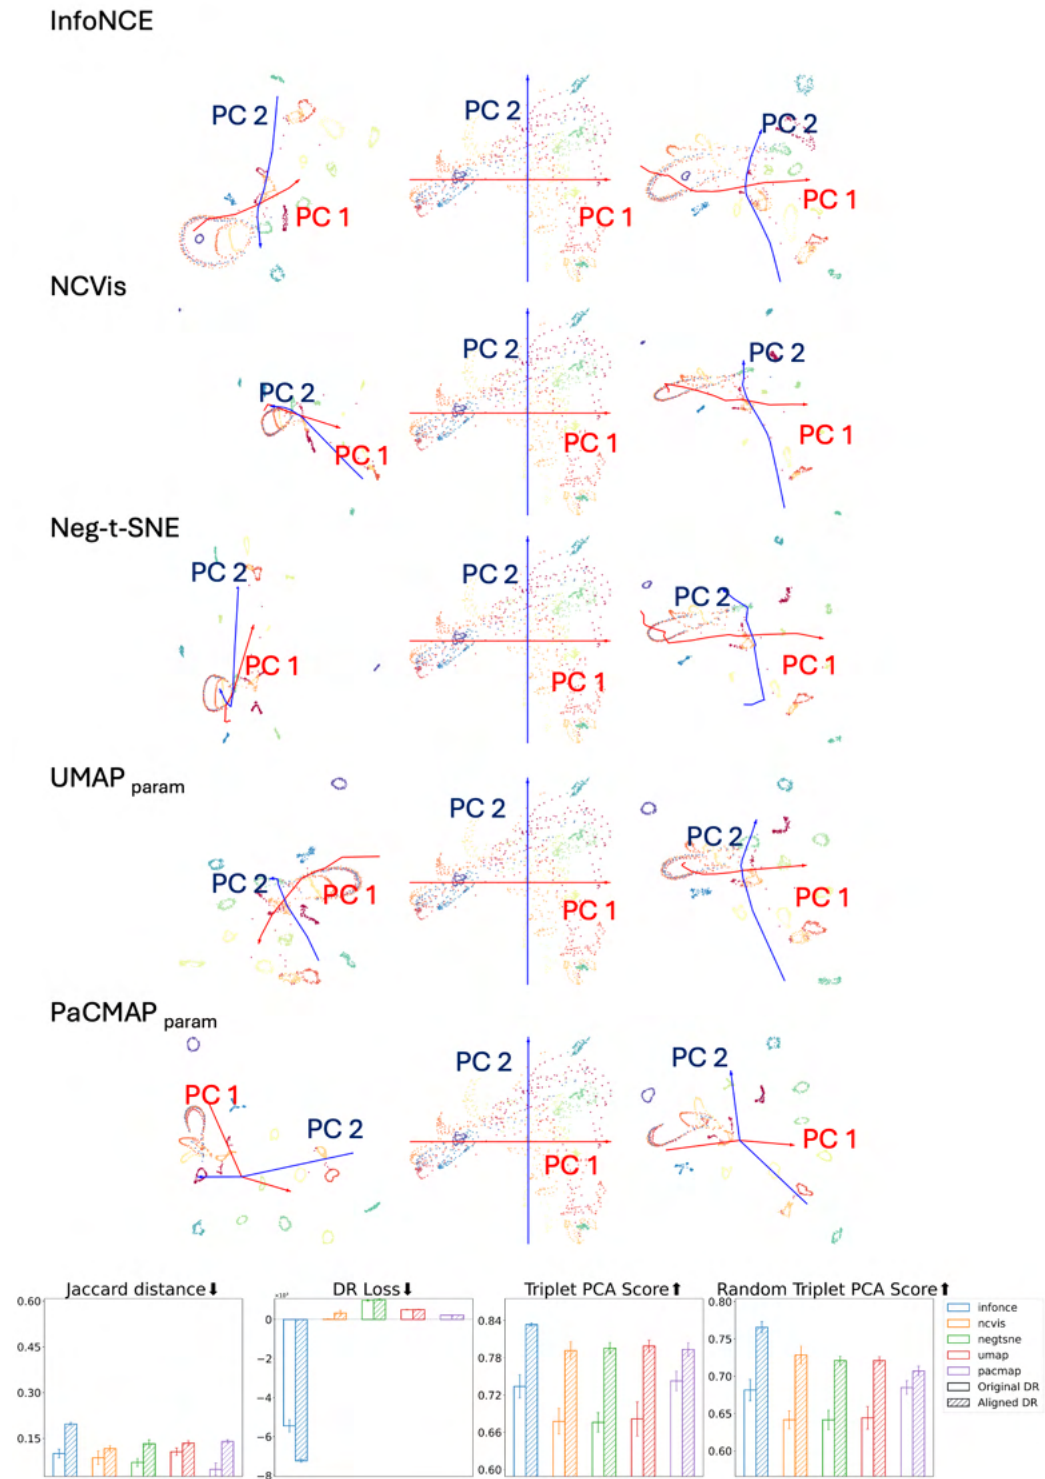 InfoNCE
PC 2
PC 1
PC 2
PC 1
PC 2
PC 1
NCVis
PC 2
PC 1
PC 2
PC 1
PC 2
PC 1
Neg-t-SNE
PC 2
PC 1
PC 2
PC 1
PC 2
PC 1
UMAP param
PC 2
PC 1
PC 2
PC 1
PC 2
PC 1
PaCMAP param
PC 1
PC 2
PC 2
PC 1
PC 2
PC 1
Jaccard distance⬇
0.60
0.45
0.30
0.15
DR Loss⬇
0
−2
−4
−6
−8
Triplet PCA Score⬆
0.84
0.78
0.72
0.66
0.60
Random Triplet PCA Score⬆
0.80
0.75
0.70
0.65
0.60
infonce
ncvis
negtsne
umap
pacmap
Original DR
Aligned DR